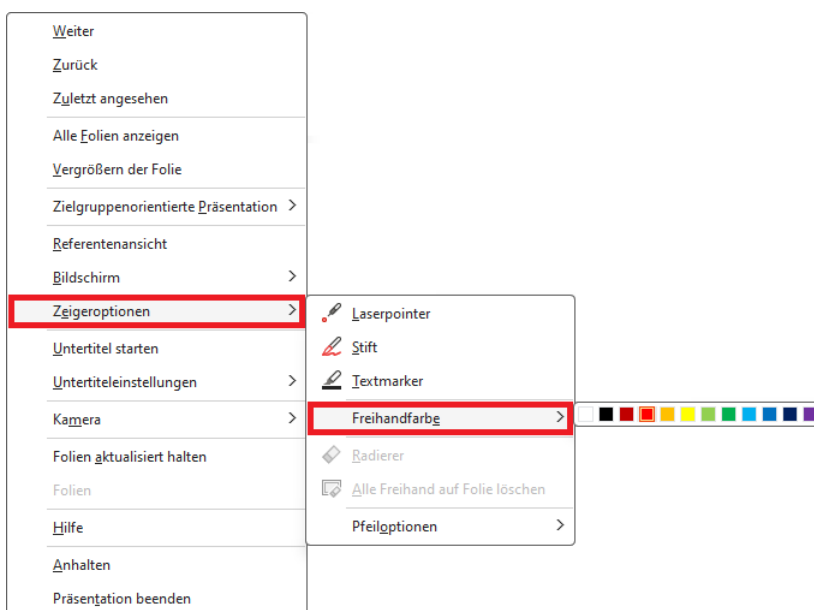 Weiter
Zurück
Zuletzt angesehen
Alle Folien anzeigen
Vergrößern der Folie
Zielgruppenorientierte Präsentation
Referentenansicht
Bildschirm
Zeigeroptionen
Untertitel starten
Untertiteleinstellungen
Kamera
Folien aktualisiert halten
Folien
Hilfe
Anhalten
Präsentation beenden
Laserpointer
Stift
Textmarker
Freihandfarbe
Radierer
Alle Freihand auf Folie löschen
Pfeiloptionen